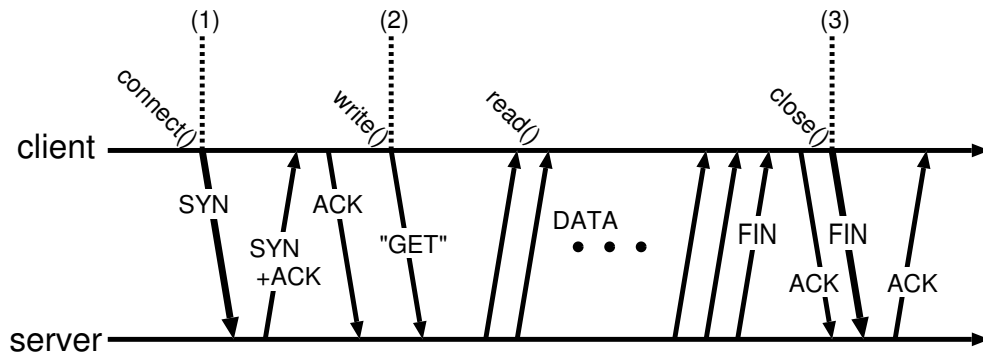 (1)
(2)
(3)
connect()
write()
read()
close()
client
SYN
SYN
+ACK
ACK
"GET"
DATA
FIN
ACK
FIN
ACK
server